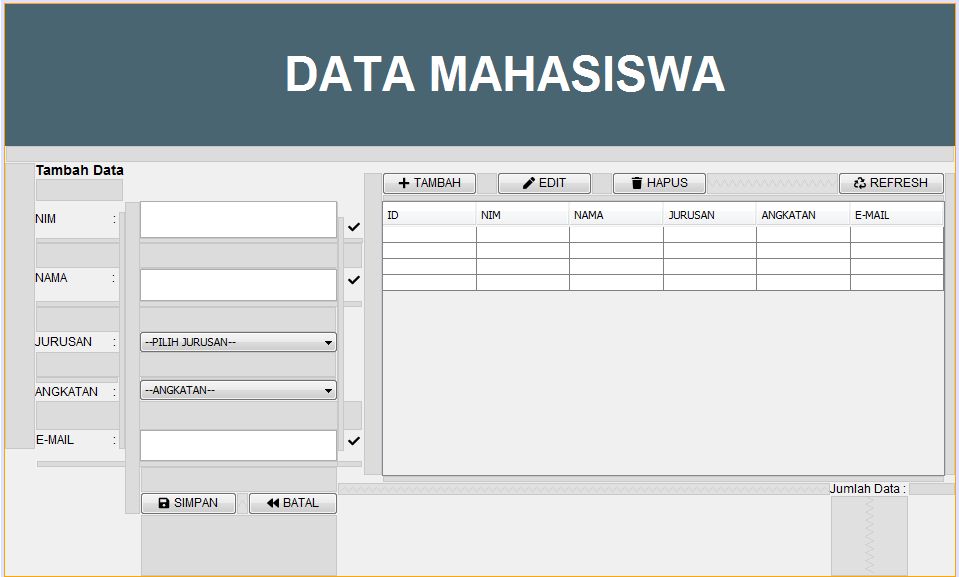 DATA MAHASISWA
Tambah Data
NIM :
NAMA :
JURUSAN : --PILIH JURUSAN--
ANGKATAN : --ANGKATAN--
E-MAIL :
SIMPAN BATAL
TAMBAH EDIT HAPUS REFRESH
ID NIM NAMA JURUSAN ANGKATAN E-MAIL
Jumlah Data :